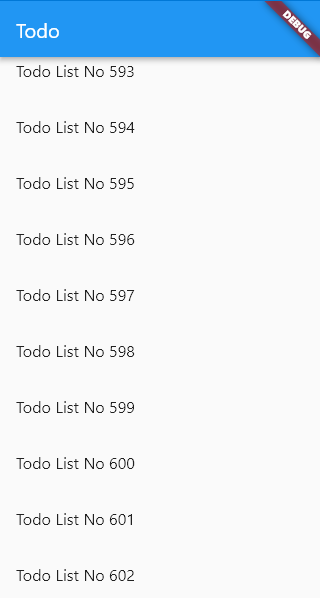 Todo
DEBUG
Todo List No 593
Todo List No 594
Todo List No 595
Todo List No 596
Todo List No 597
Todo List No 598
Todo List No 599
Todo List No 600
Todo List No 601
Todo List No 602